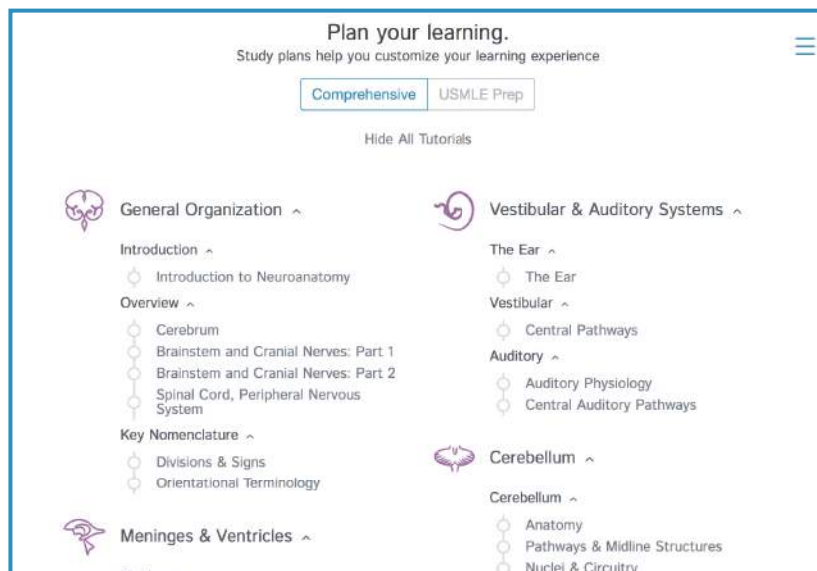 Plan your learning.
Study plans help you customize your learning experience
Comprehensive
USMLE Prep
Hide All Tutorials
General Organization
Introduction
Introduction to Neuroanatomy
Overview
Cerebrum
Brainstem and Cranial Nerves: Part 1
Brainstem and Cranial Nerves: Part 2
Spinal Cord, Peripheral Nervous
System
Key Nomenclature
Divisions & Signs
Orientational Terminology
Meninges & Ventricles
Vestibular & Auditory Systems
The Ear
The Ear
Vestibular
Central Pathways
Auditory
Auditory Physiology
Central Auditory Pathways
Cerebellum
Cerebellum
Anatomy
Pathways & Midline Structures
Nuclei & Circuitry